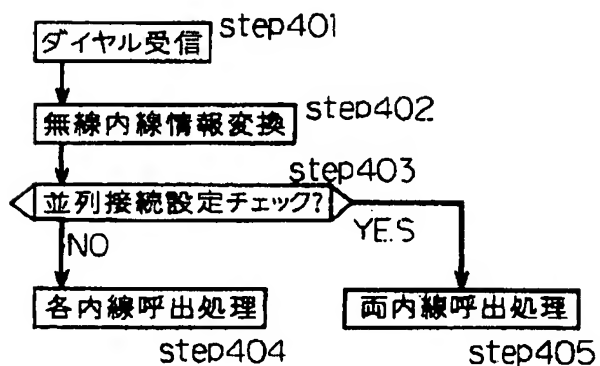 ダイヤル受信 step401
無線内線情報変換 step402
step403
並列接続設定チェック?
NO YES
各内線呼出処理 両内線呼出処理
step404 step405